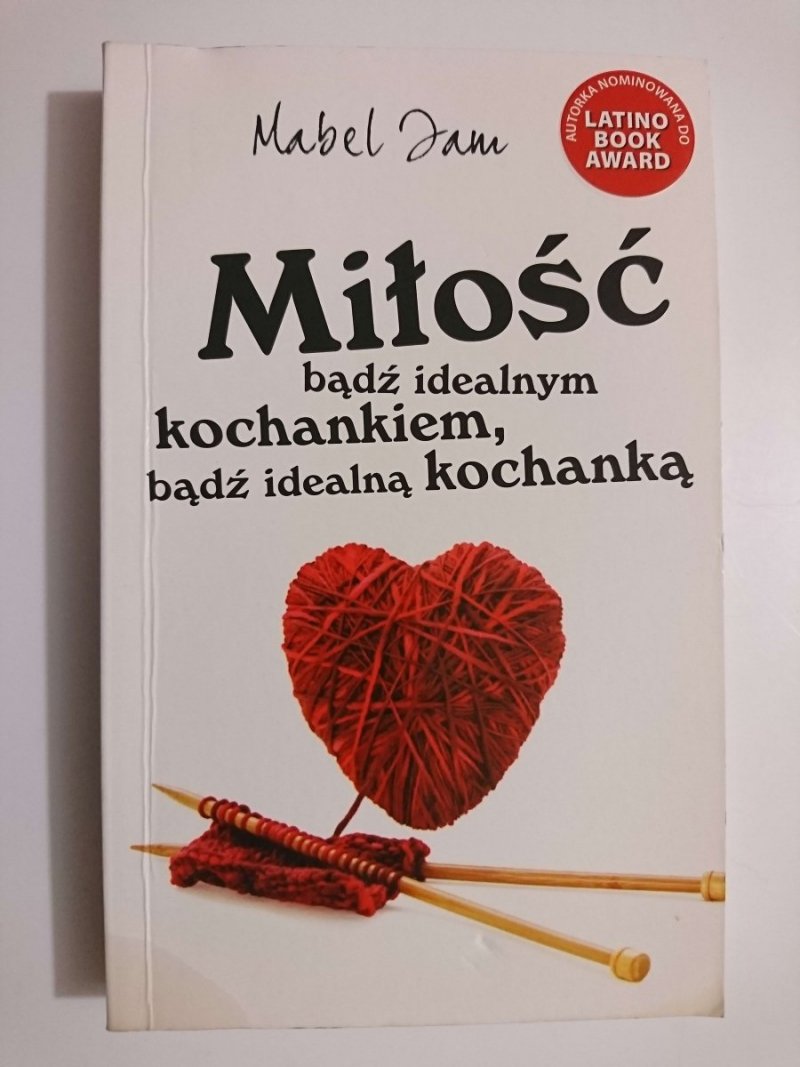 Mabel Jam
AUTORKA NOMINOWANA DO
LATINO
BOOK
AWARD
Miłość
bądź idealnym
kochankiem,
bądź idealną kochanką